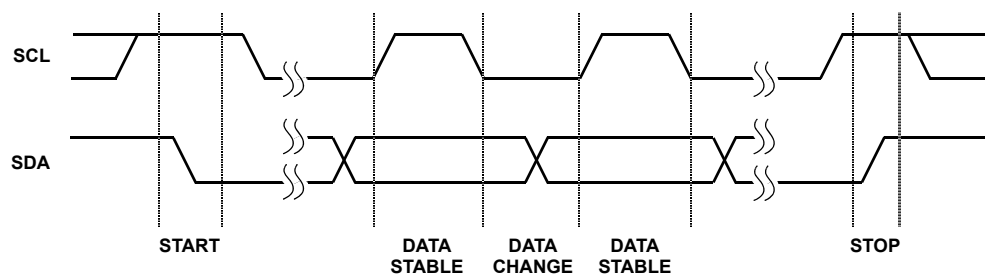 SCL
SDA
START
DATA
STABLE
DATA
CHANGE
DATA
STABLE
STOP